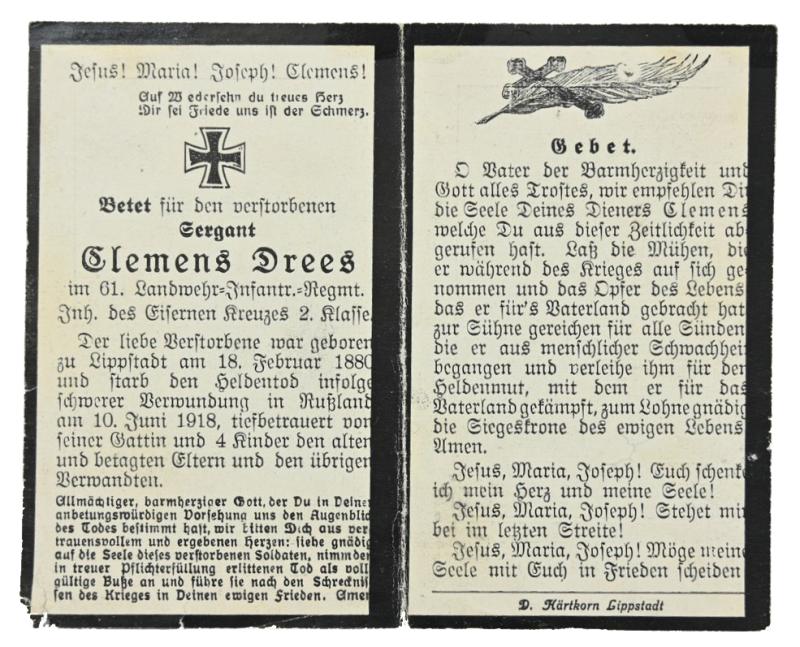 Jesus! Maria! Joseph! Clemens!
Auf W edersehn du treues Herz
Dir sei Friede uns ist der Schmerz.
Betet für den verstorbenen
Sergant
Clemens Drees
im 61. Landwehr-Infantr.-Regmt.
Inh. des Eisernen Kreuzes 2. Klasse.
Der liebe Verstorbene war geboren
zu Lippstadt am 18. Februar 1880
und starb den Heldentod infolge
schwerer Verwundung in Rußland
am 10. Juni 1918, tiefbetrauert von
seiner Gattin und 4 Kinder den alten
und betagten Eltern und den übrigen
Verwandten.
Allmächtiger, barmherziger Gott, der Du in Deiner
anbetungswürdigen Vorsehung uns den Augenblic
des Todes bestimmt hast, wir bitten Dich aus ver
trauensvollem und ergebenen Herzen: siehe gnädig
auf die Seele dieses verstorbenen Soldaten, nimm den
in treuer Pflichterfüllung erlittenen Tod als voll
gültige Buße an und führe sie nach den Schrecknis
sen des Krieges in Deinen ewigen Frieden. Amen
Gebet.
O Vater der Barmherzigkeit und
Gott alles Trostes, wir empfehlen Dir
die Seele Deines Dieners Clemens
welche Du aus dieser Zeitlichkeit ab
gerufen hast. Laß die Mühen, die
er während des Krieges auf sich ge
nommen und das Opfer des Lebens
das er für's Vaterland gebracht hat
zur Sühne gereichen für alle Sünden
die er aus menschlicher Schwachheit
begangen und verleihe ihm für den
Heldenmut, mit dem er für das
Vaterland gekämpft, zum Lohne gnädig
die Siegeskrone des ewigen Lebens
Amen.
Jesus, Maria, Joseph! Euch schenke
ich mein Herz und meine Seele!
Jesus, Maria, Joseph! Stehet mir
bei im letzten Streite!
Jesus, Maria, Joseph! Möge meine
Seele mit Euch in Frieden scheiden
D. Härtkorn Lippstadt